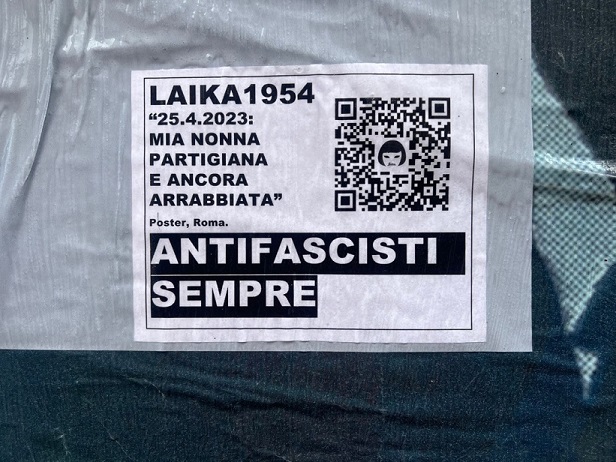 LAIKA1954
“25.4.2023:
MIA NONNA
PARTIGIANA
E ANCORA
ARRABBIATA”
Poster, Roma.
ANTIFASCISTI
SEMPRE